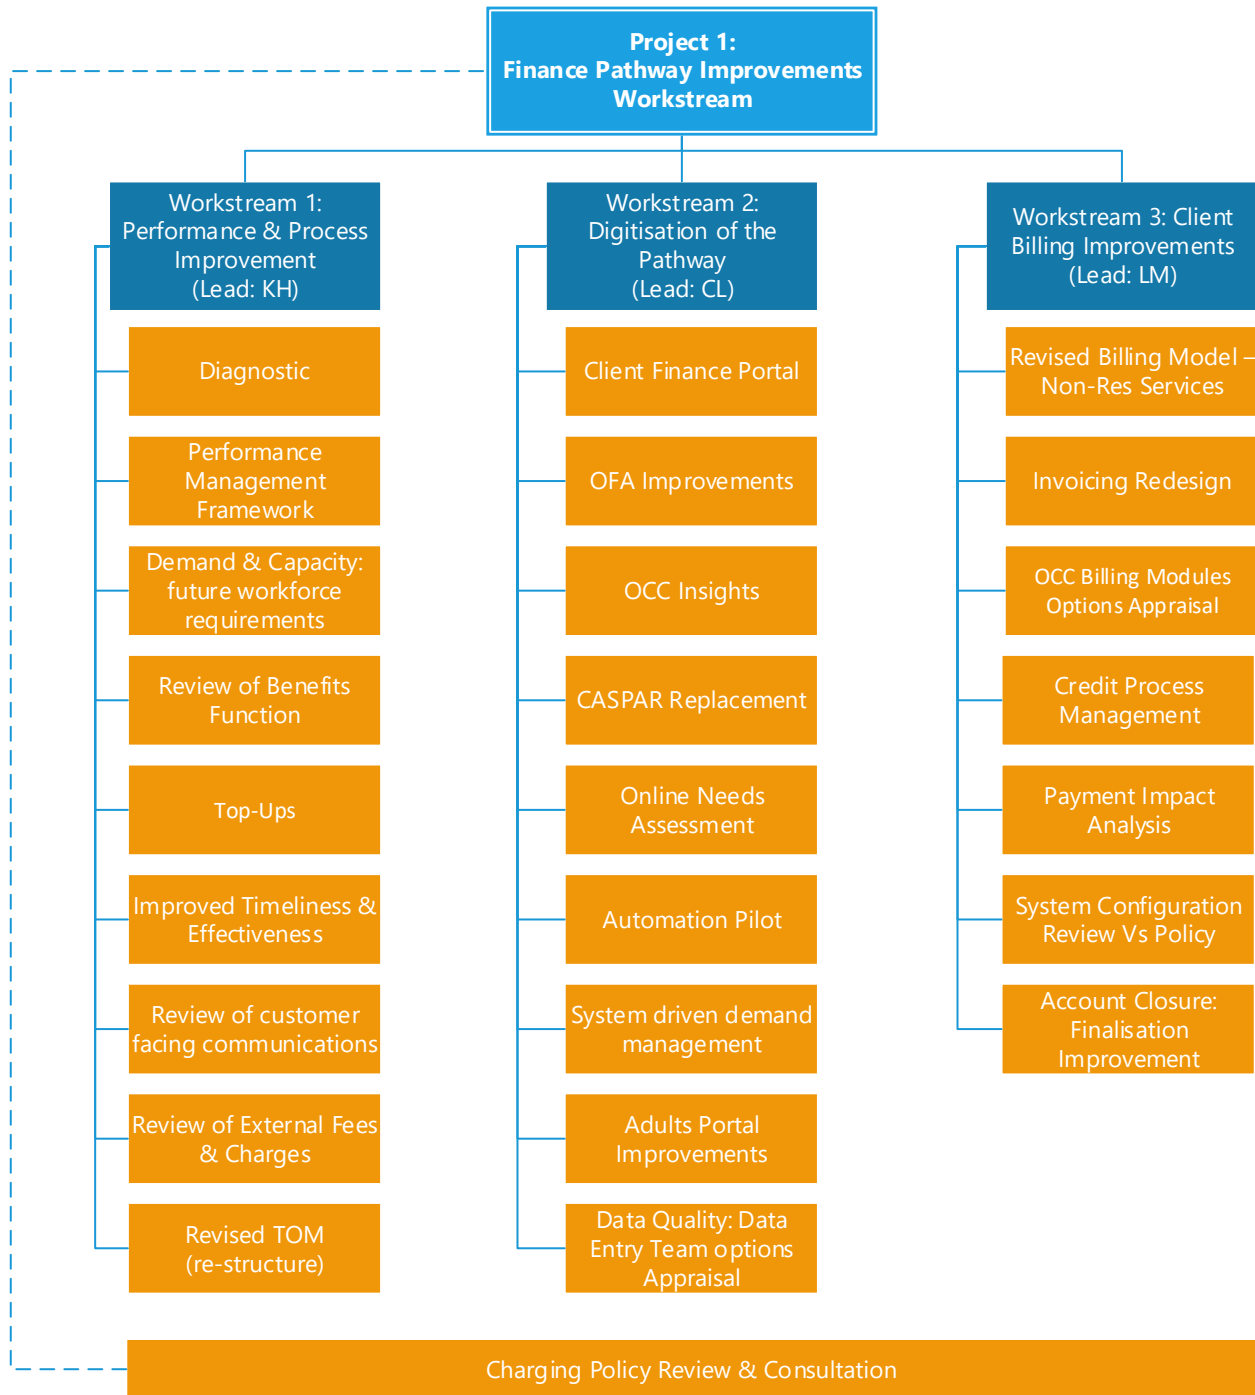 Project 1:
Finance Pathway Improvements
Workstream
Workstream 1:
Performance & Process
Improvement
(Lead: KH)
Diagnostic
Performance
Management
Framework
Demand & Capacity:
future workforce
requirements
Review of Benefits
Function
Top-Ups
Improved Timeliness &
Effectiveness
Review of customer
facing communications
Review of External Fees
& Charges
Revised TOM
(re-structure)
Workstream 2:
Digitisation of the
Pathway
(Lead: CL)
Client Finance Portal
OFA Improvements
OCC Insights
CASPAR Replacement
Online Needs
Assessment
Automation Pilot
System driven demand
management
Adults Portal
Improvements
Data Quality: Data
Entry Team options
Appraisal
Workstream 3: Client
Billing Improvements
(Lead: LM)
Revised Billing Model –
Non-Res Services
Invoicing Redesign
OCC Billing Modules
Options Appraisal
Credit Process
Management
Payment Impact
Analysis
System Configuration
Review Vs Policy
Account Closure:
Finalisation
Improvement
Charging Policy Review & Consultation